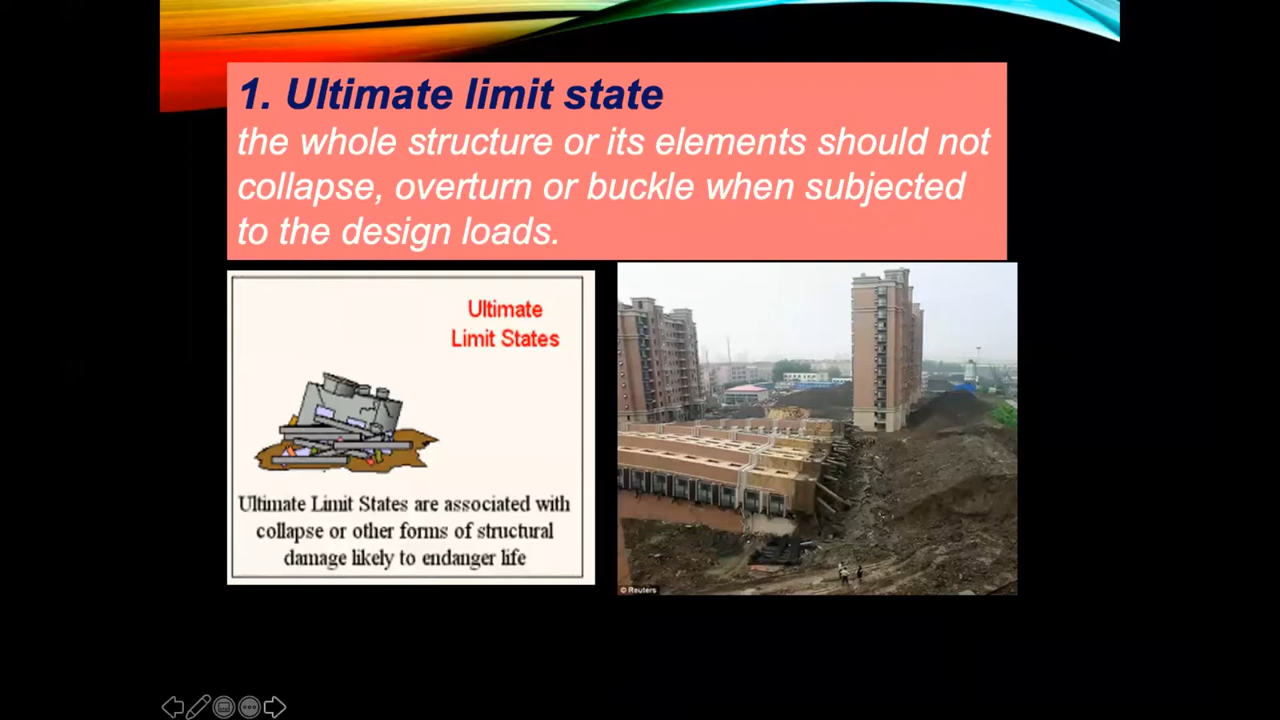 1. Ultimate limit state
the whole structure or its elements should not
collapse, overturn or buckle when subjected
to the design loads.
Ultimate
Limit States
Ultimate Limit States are associated with
collapse or other forms of structural
damage likely to endanger life
© Reuters